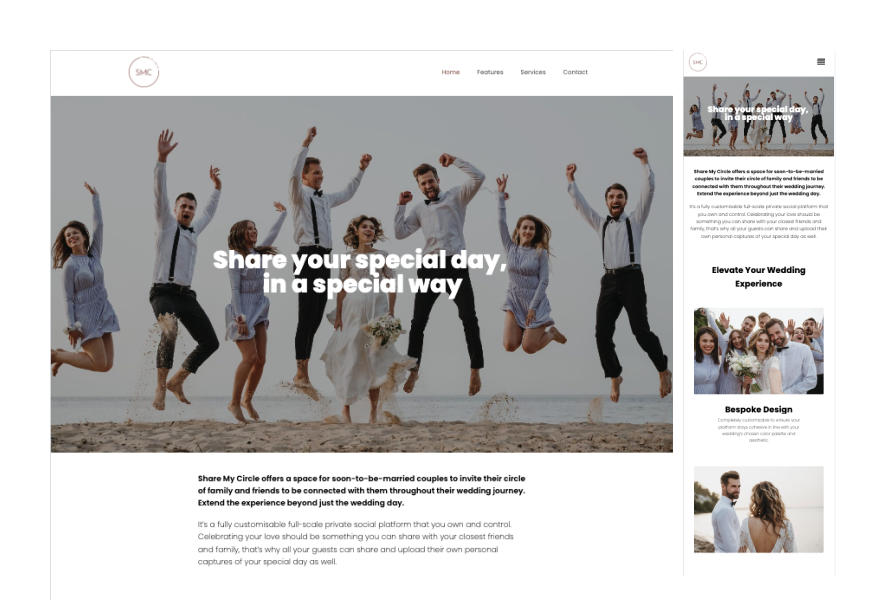 SMC
Home Features Services Contact
Share your special day,
in a special way
Share My Circle offers a space for soon-to-be-married couples to invite their circle
of family and friends to be connected with them throughout their wedding journey.
Extend the experience beyond just the wedding day.
It's a fully customisable full-scale private social platform that you own and control.
Celebrating your love should be something you can share with your closest friends
and family, that's why all your guests can share and upload their own personal
captures of your special day as well.
SMC
Share your special day,
in a special way
Share My Circle offers a space for soon-to-be-married
couples to invite their circle of family and friends to be
connected with them throughout their wedding journey.
Extend the experience beyond just the wedding day.
It's a fully customisable full-scale private social platform that
you own and control. Celebrating your love should be
something you can share with your closest friends and
family, that's why all your guests can share and upload their
own personal captures of your special day as well.
Elevate Your Wedding
Experience
Bespoke Design
Completely customizable to ensure your
platform stays cohesive in line with your
wedding's chosen color palette and
aesthetic.